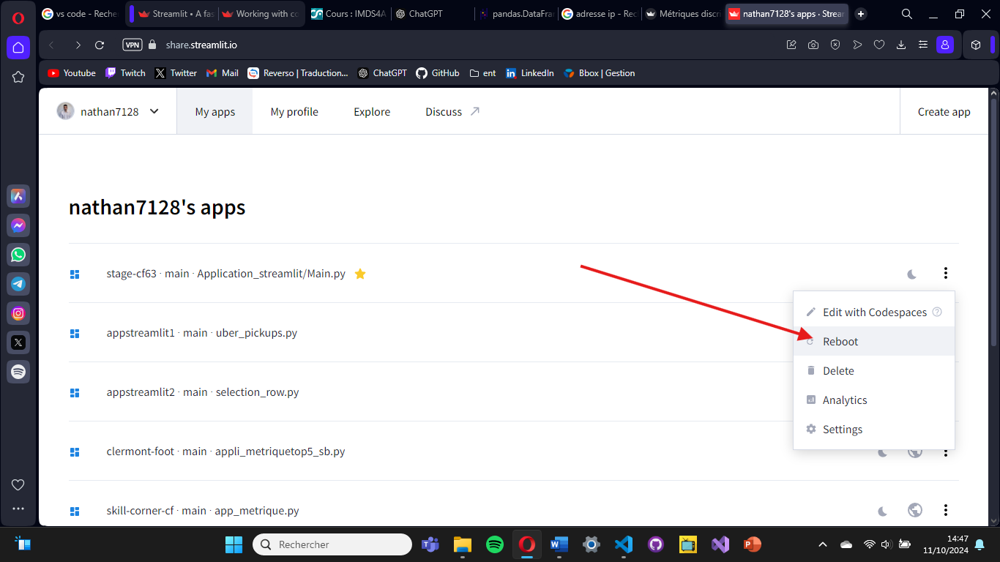 vs code - Reche
Streamlit • A fas
Working with co
Cours : IMDS4A
ChatGPT
pandas.DataFra
adresse ip - Rec
Métriques discr
nathan7128's apps · Strea
VPN
share.streamlit.io
Youtube
Twitch
Twitter
Mail
Reverso | Traduction...
ChatGPT
GitHub
ent
LinkedIn
Bbox | Gestion
nathan7128
My apps
My profile
Explore
Discuss
Create app
nathan7128's apps
stage-cf63 · main · Application_streamlit/Main.py
Edit with Codespaces
Reboot
Delete
Analytics
Settings
appstreamlit1 · main · uber_pickups.py
appstreamlit2 · main · selection_row.py
clermont-foot · main · appli_metriquetop5_sb.py
skill-corner-cf · main · app_metrique.py
Rechercher
14:47
11/10/2024